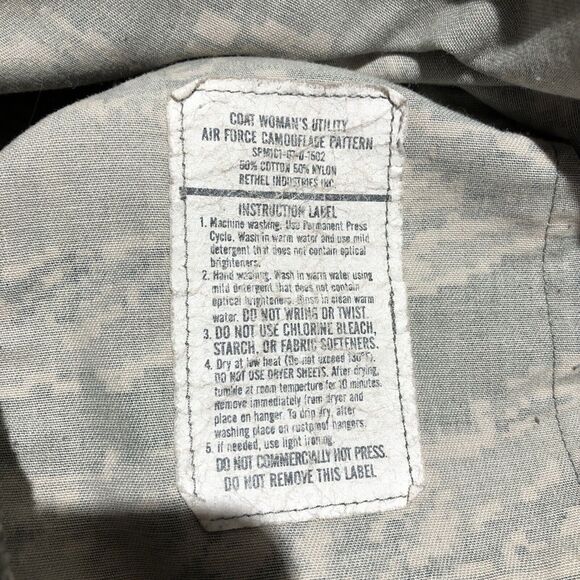 COAT WOMAN'S UTILITY
AIR FORCE CAMOUFLAGE PATTERN
50% COTTON 50% NYLON
BETHEL INDUSTRIES INC.
INSTRUCTION LABEL
1. Machine washing. Use Permanent Press
Cycle. Wash in warm water and use mild
detergent that does not contain optical
brighteners.
2. Hand washing. Wash in warm water using
mild detergent that does not contain
optical brighteners. Rinse in clean warm
water. DO NOT WRING OR TWIST.
3. DO NOT USE CHLORINE BLEACH,
STARCH, OR FABRIC SOFTENERS.
4. Dry at low heat (Do not exceed 130°F).
DO NOT USE DRYER SHEETS. After drying,
tumble at room temperture for 10 minutes.
Remove immediately from dryer and
place on hanger. To drip dry, after
washing place on rustproof hangers.
5. if needed, use light ironing.
DO NOT COMMERCIALLY HOT PRESS.
DO NOT REMOVE THIS LABEL